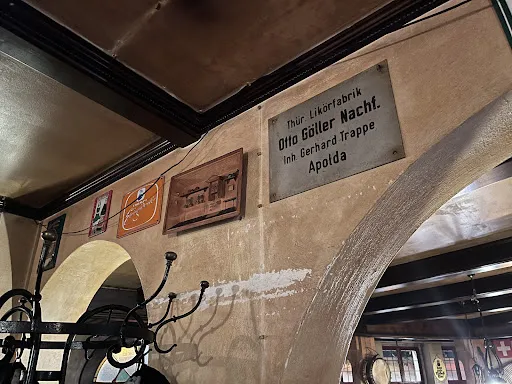 Thür. Likörfabrik
Otto Göller Nachf.
Inh. Gerhard Trappe
Apolda